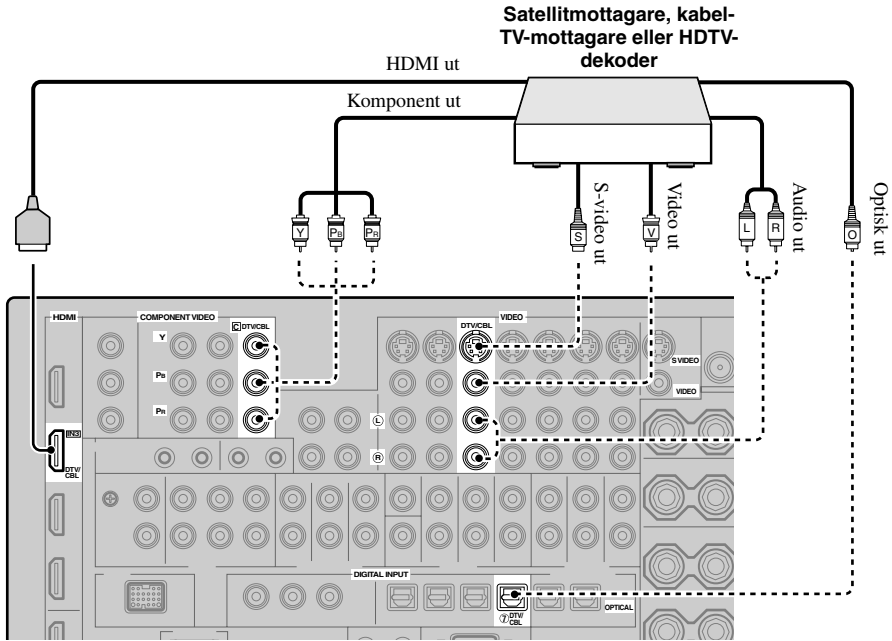 Satellitmottagare, kabel-
TV-mottagare eller HDTV-
dekoder
HDMI ut
Komponent ut
S-video ut
Video ut
Audio ut
Optisk ut
Y
PB
PR
S
V
L
R
O
HDMI
COMPONENT VIDEO
C DTV/CBL
VIDEO
DTV/CBL
Y
PB
PR
S VIDEO
VIDEO
L
R
IN3
DTV/
CBL
DIGITAL INPUT
7 DTV/
CBL
OPTICAL